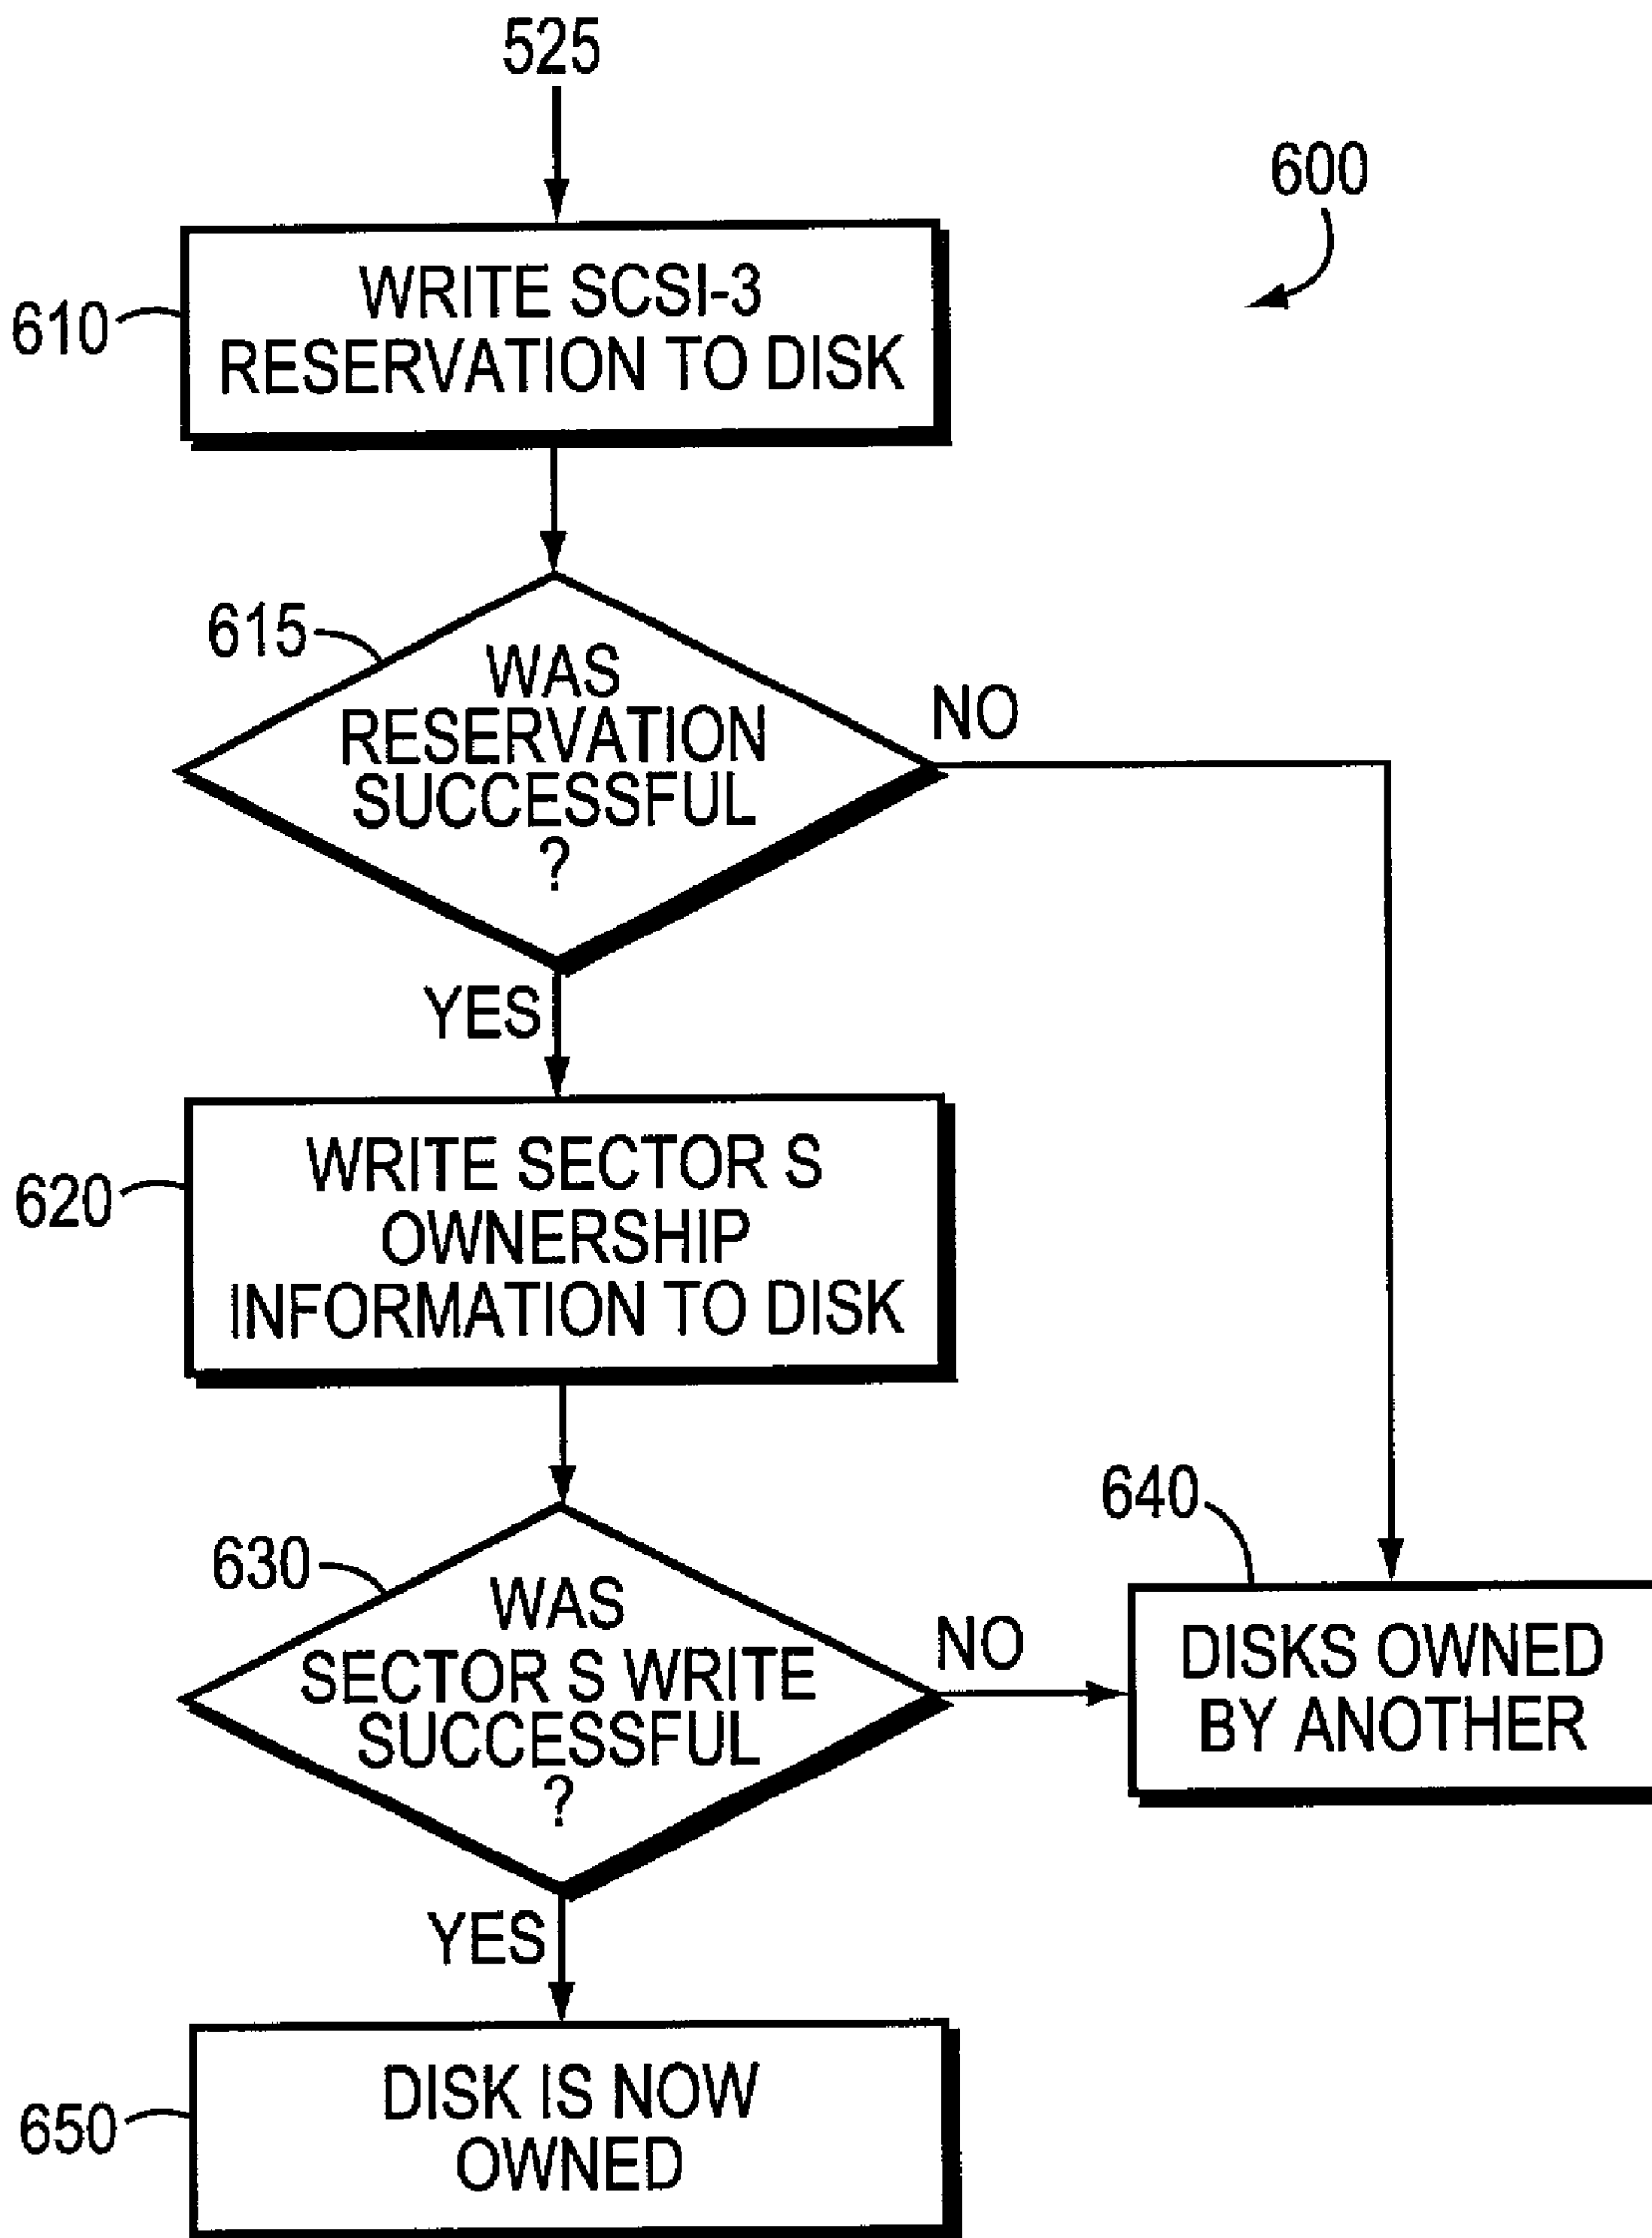 525
600
610
WRITE SCSI-3
RESERVATION TO DISK
615
WAS
RESERVATION
SUCCESSFUL
?
NO
YES
620
WRITE SECTOR S
OWNERSHIP
INFORMATION TO DISK
630
WAS
SECTOR S WRITE
SUCCESSFUL
?
NO
640
DISKS OWNED
BY ANOTHER
YES
650
DISK IS NOW
OWNED